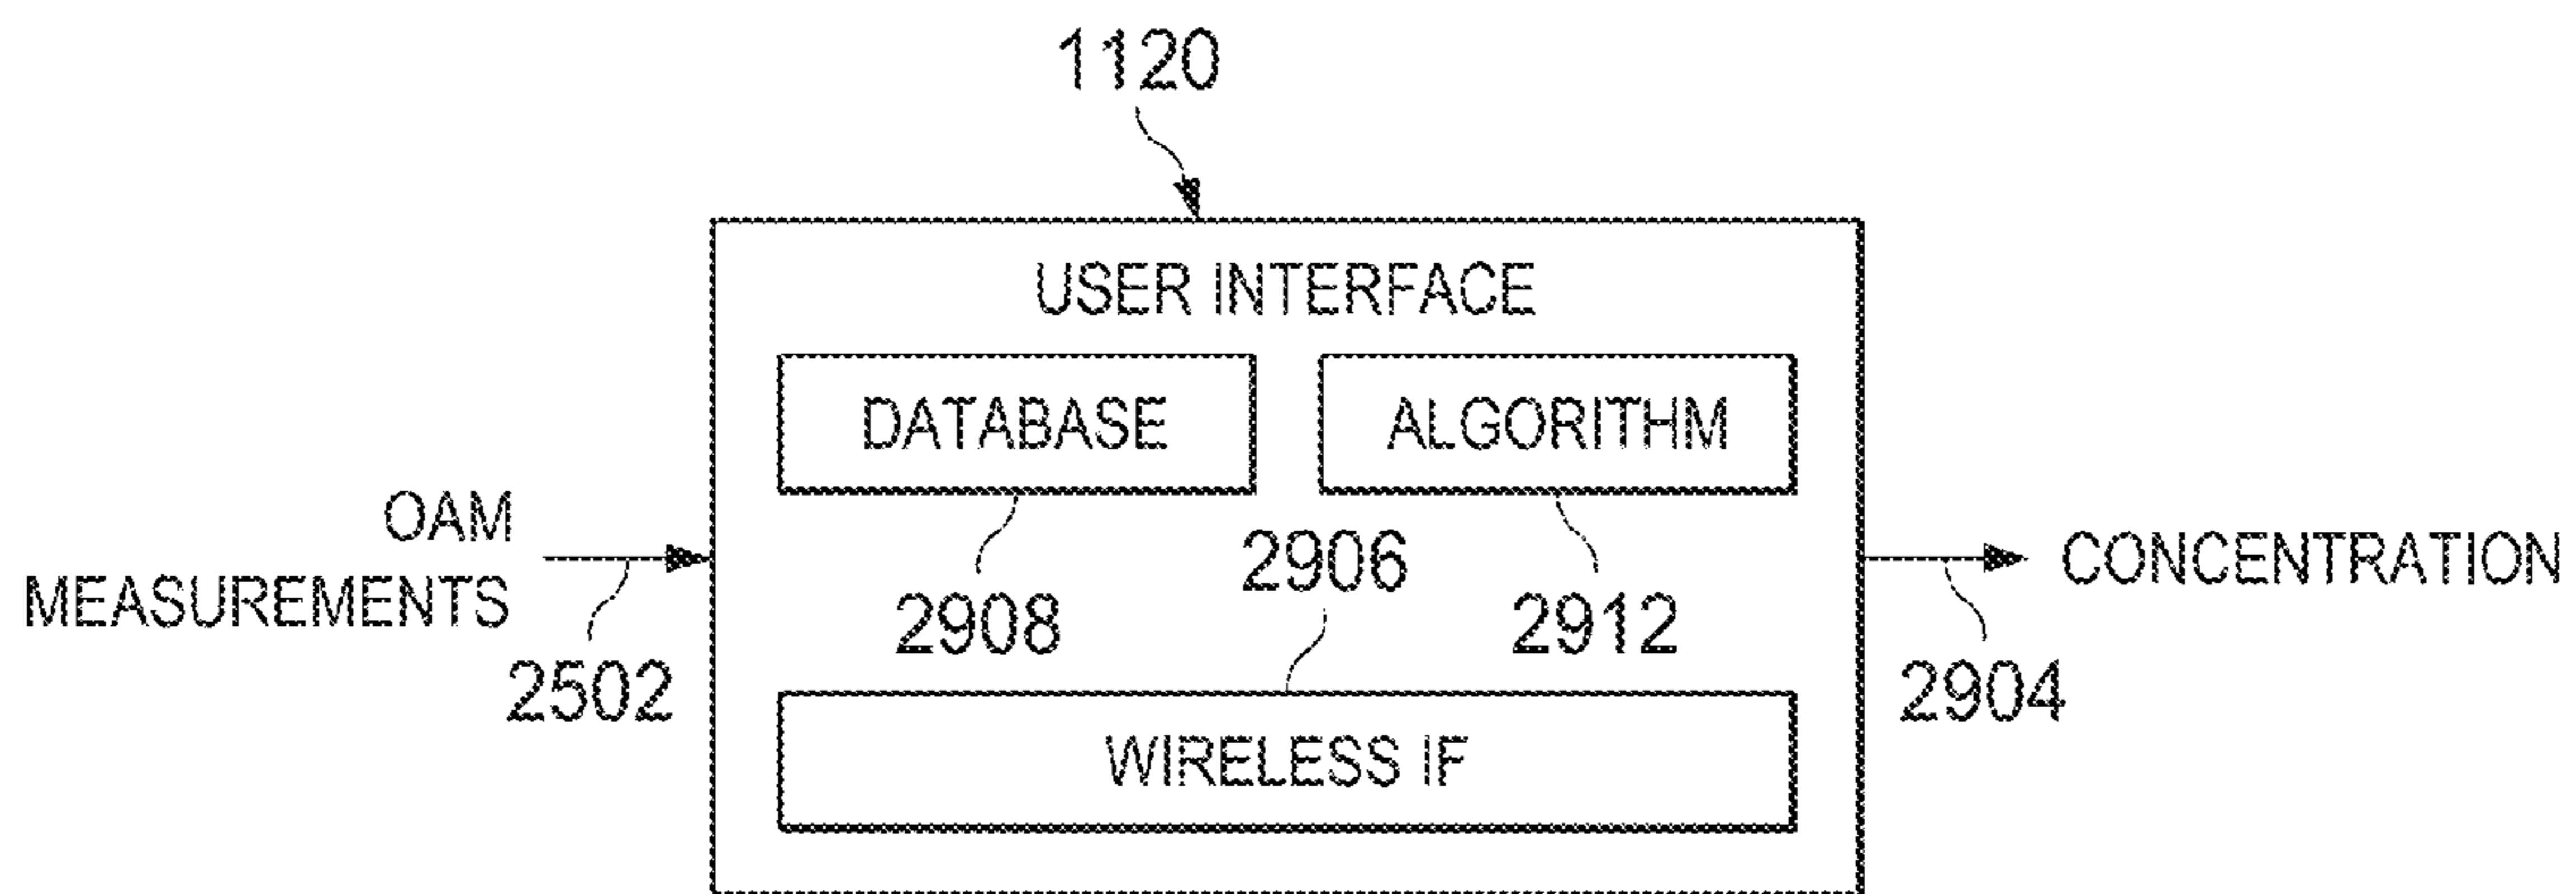 1120
USER INTERFACE
DATABASE
ALGORITHM
OAM
MEASUREMENTS
2502
2908
2906
2912
CONCENTRATION
2904
WIRELESS IF